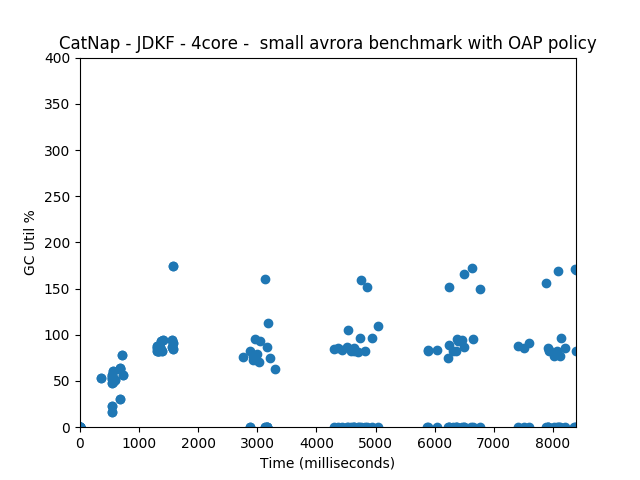 CatNap - JDKF - 4core -  small avrora benchmark with OAP policy
400
350
300
250
200
150
100
50
0
GC Util %
0 1000 2000 3000 4000 5000 6000 7000 8000
Time (milliseconds)